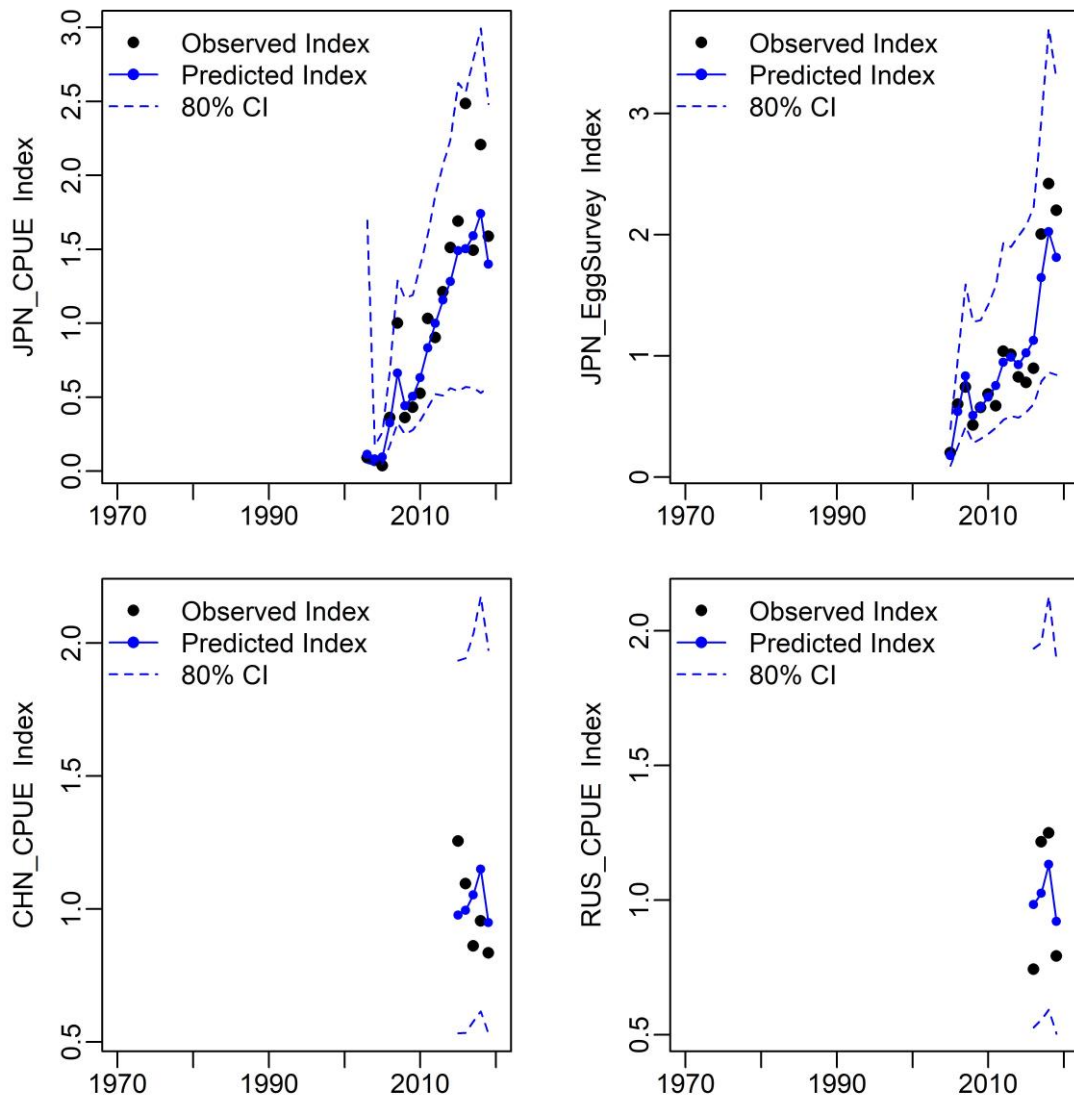 JPN_CPUE Index
3.0
2.5
2.0
1.5
1.0
0.5
0.0
Observed Index
Predicted Index
80% CI
1970
1990
2010
JPN_EggSurvey Index
3
2
1
0
Observed Index
Predicted Index
80% CI
1970
1990
2010
CHN_CPUE Index
2.0
1.5
1.0
0.5
Observed Index
Predicted Index
80% CI
1970
1990
2010
RUS_CPUE Index
2.0
1.5
1.0
0.5
Observed Index
Predicted Index
80% CI
1970
1990
2010